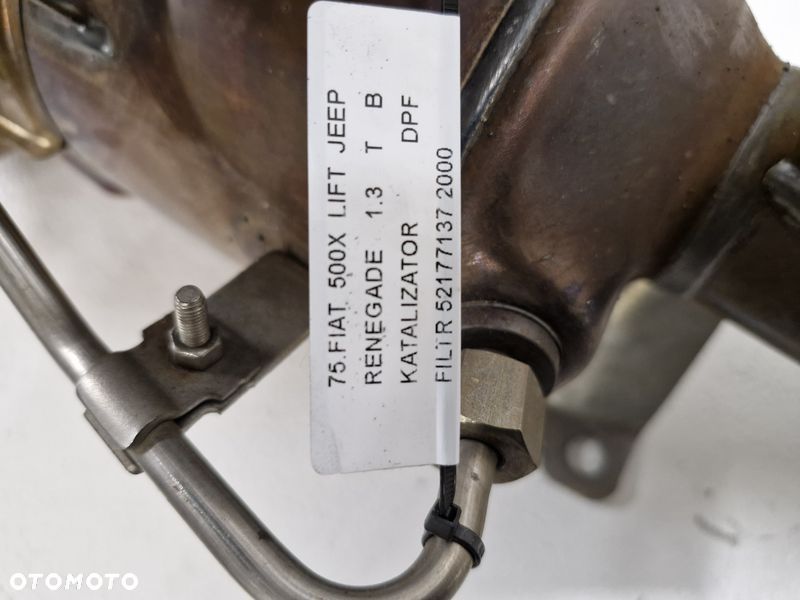 75.FIAT 500X LIFT JEEP
RENEGADE 1.3 T B
KATALIZATOR DPF
FILTR 52177137 2000
OTOMOTO